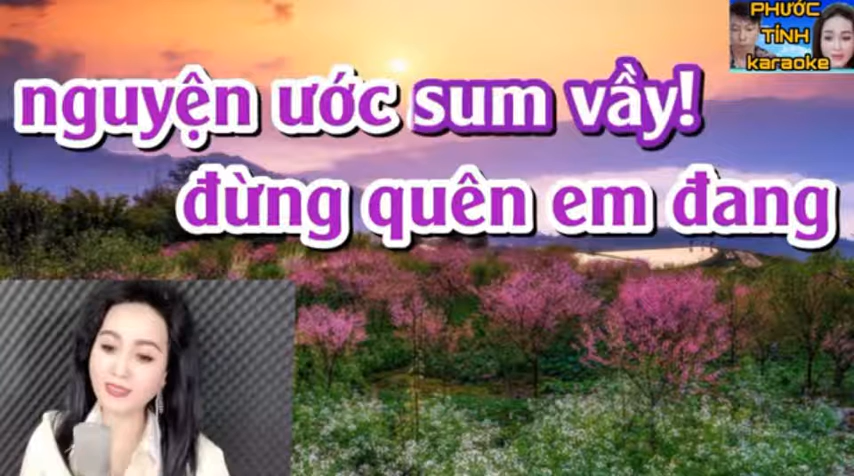 PHƯỚC
TÍNH
karaoke
nguyện ước sum vầy!
đừng quên em đang